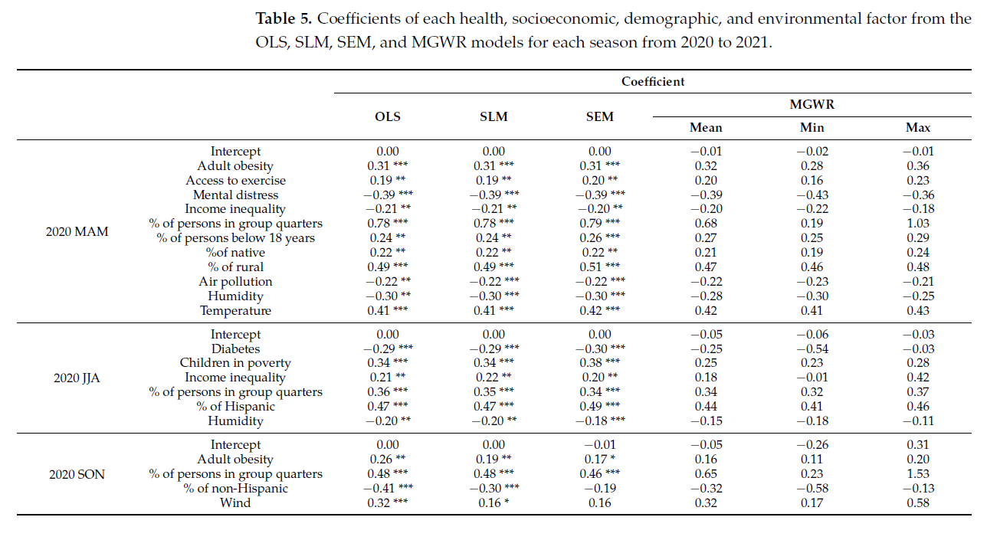 Table 5. Coefficients of each health, socioeconomic, demographic, and environmental factor from the
OLS, SLM, SEM, and MGWR models for each season from 2020 to 2021.
Coefficient
OLS SLM SEM MGWR
Mean Min Max
2020 MAM
Intercept 0.00 0.00 0.00 −0.01 −0.02 −0.01
Adult obesity 0.31 *** 0.31 *** 0.31 *** 0.32 0.28 0.36
Access to exercise 0.19 ** 0.19 ** 0.20 ** 0.20 0.16 0.23
Mental distress −0.39 *** −0.39 *** −0.39 *** −0.39 −0.43 −0.36
Income inequality −0.21 ** −0.21 ** −0.20 ** −0.20 −0.22 −0.18
% of persons in group quarters 0.78 *** 0.78 *** 0.79 *** 0.68 0.19 1.03
% of persons below 18 years 0.24 ** 0.24 ** 0.26 *** 0.27 0.25 0.29
%of native 0.22 ** 0.22 ** 0.22 ** 0.21 0.19 0.24
% of rural 0.49 *** 0.49 *** 0.51 *** 0.47 0.46 0.48
Air pollution −0.22 ** −0.22 *** −0.22 *** −0.22 −0.23 −0.21
Humidity −0.30 ** −0.30 *** −0.30 *** −0.28 −0.30 −0.25
Temperature 0.41 *** 0.41 *** 0.42 *** 0.42 0.41 0.43
2020 JJA
Intercept 0.00 0.00 0.00 −0.05 −0.06 −0.03
Diabetes −0.29 *** −0.29 *** −0.30 *** −0.25 −0.54 −0.03
Children in poverty 0.34 *** 0.34 *** 0.38 *** 0.25 0.23 0.28
Income inequality 0.21 ** 0.22 ** 0.20 ** 0.18 −0.01 0.42
% of persons in group quarters 0.36 *** 0.35 *** 0.34 *** 0.34 0.32 0.37
% of Hispanic 0.47 *** 0.47 *** 0.49 *** 0.44 0.41 0.46
Humidity −0.20 ** −0.20 ** −0.18 *** −0.15 −0.18 −0.11
2020 SON
Intercept 0.00 0.00 −0.01 −0.05 −0.26 0.31
Adult obesity 0.26 ** 0.19 ** 0.17 * 0.16 0.11 0.20
% of persons in group quarters 0.48 *** 0.48 *** 0.46 *** 0.65 0.23 1.53
% of non-Hispanic −0.41 *** −0.30 *** −0.19 −0.32 −0.58 −0.13
Wind 0.32 *** 0.16 * 0.16 0.32 0.17 0.58